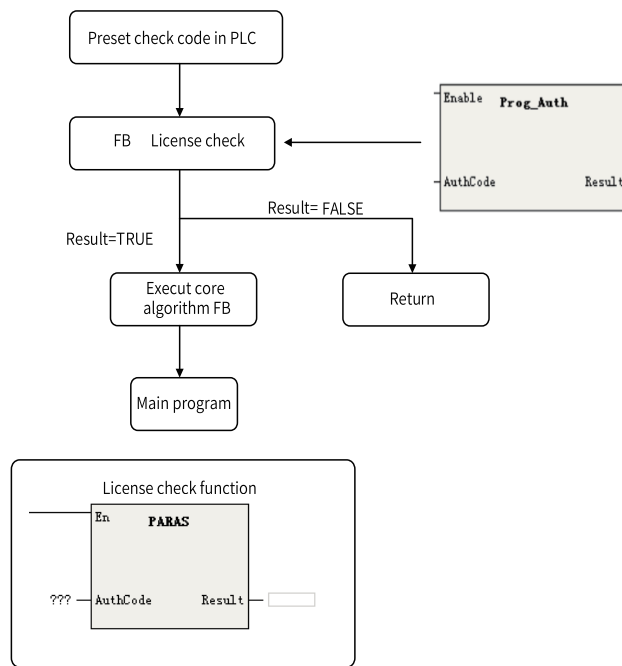 Preset check code in PLC
Enable Prog_Auth
FB License check
AuthCode Result
Result= FALSE
Result=TRUE
Execut core
algorithm FB
Return
Main program
License check function
En PARAS
??? AuthCode Result